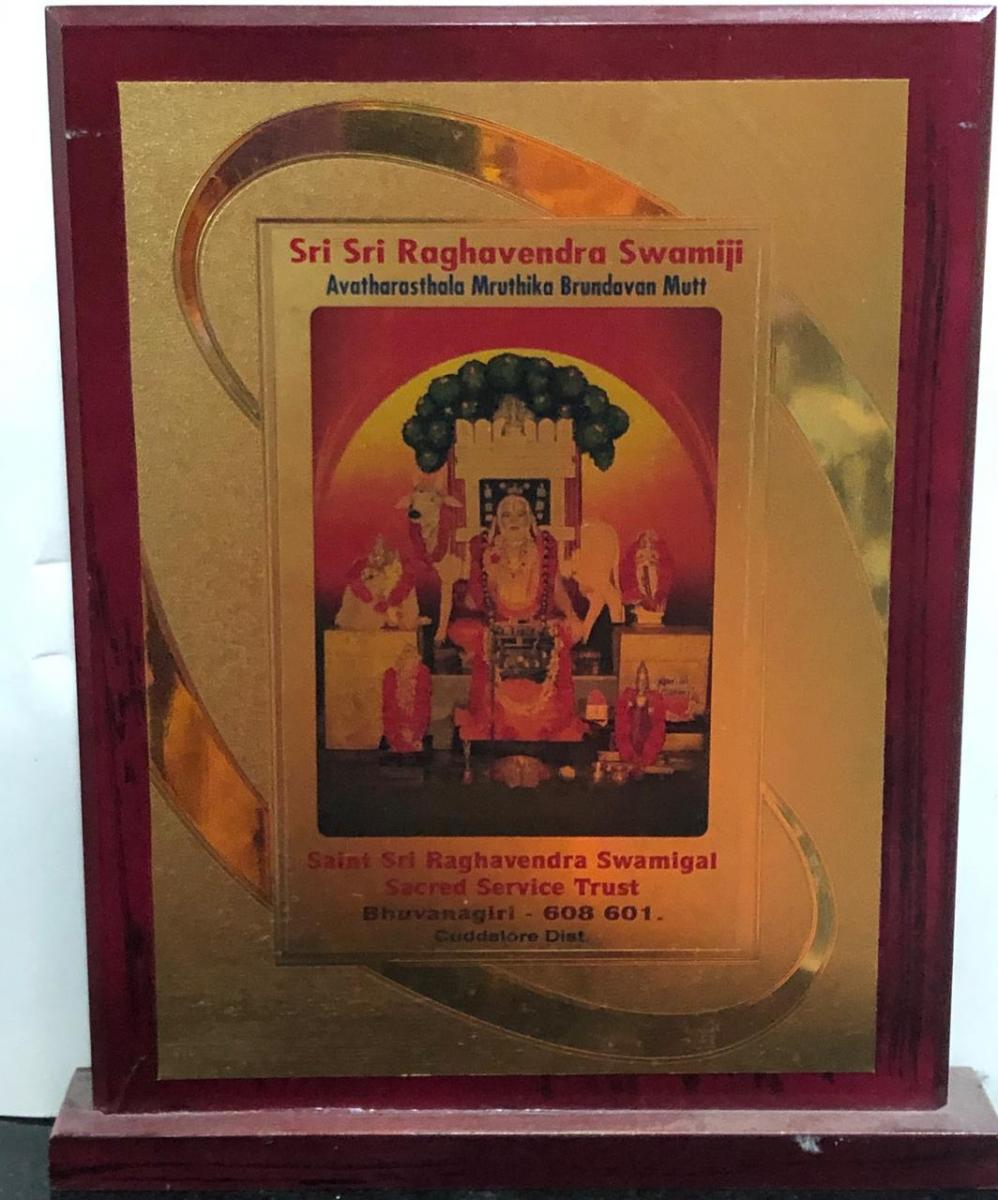 Sri Sri Raghavendra Swamiji
Avatharasthala Mruthika Brundavan Mutt
Saint Sri Raghavendra Swamigal
Sacred Service Trust
Bhuvanagiri - 608 601.
Cuddalore Dist.